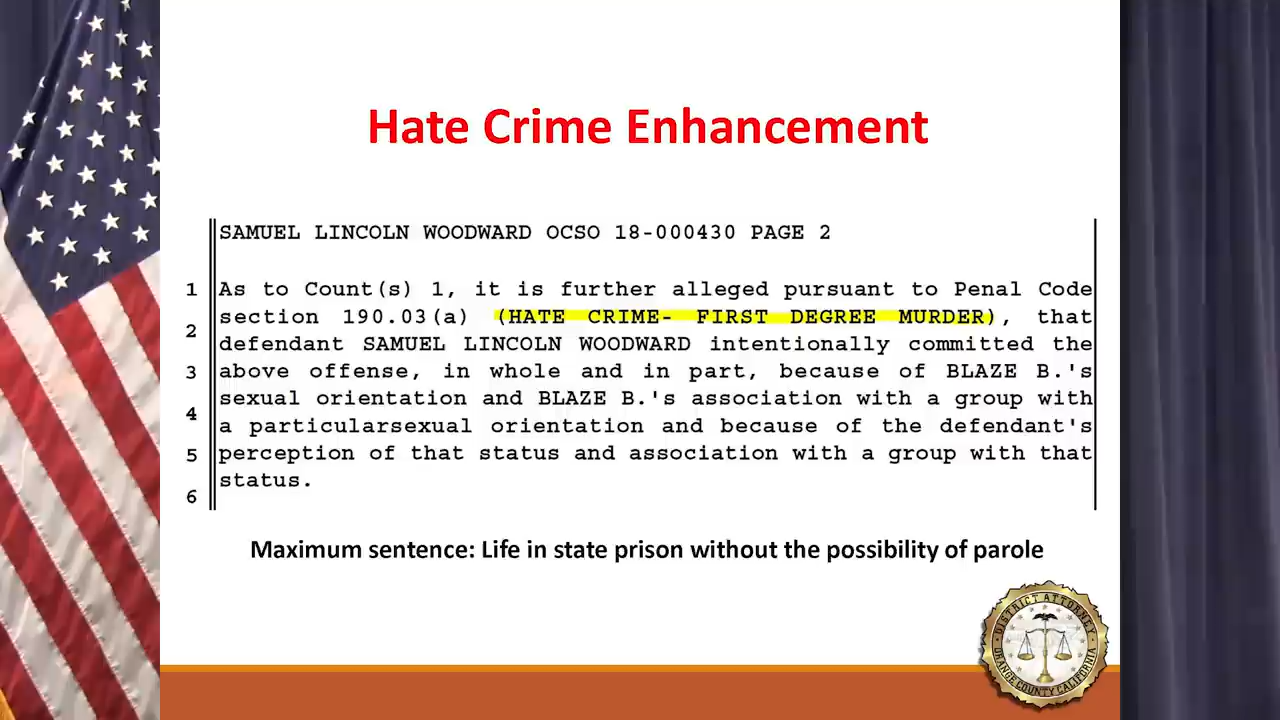 Hate Crime Enhancement
SAMUEL LINCOLN WOODWARD OCSO 18-000430 PAGE 2
1 As to Count(s) 1, it is further alleged pursuant to Penal Code
2 section 190.03(a) (HATE CRIME- FIRST DEGREE MURDER), that
defendant SAMUEL LINCOLN WOODWARD intentionally committed the
3 above offense, in whole and in part, because of BLAZE B.'s
4 sexual orientation and BLAZE B.'s association with a group with
a particularsexual orientation and because of the defendant's
5 perception of that status and association with a group with that
6 status.
Maximum sentence: Life in state prison without the possibility of parole
DISTRICT ATTORNEY
ORANGE COUNTY CALIFORNIA